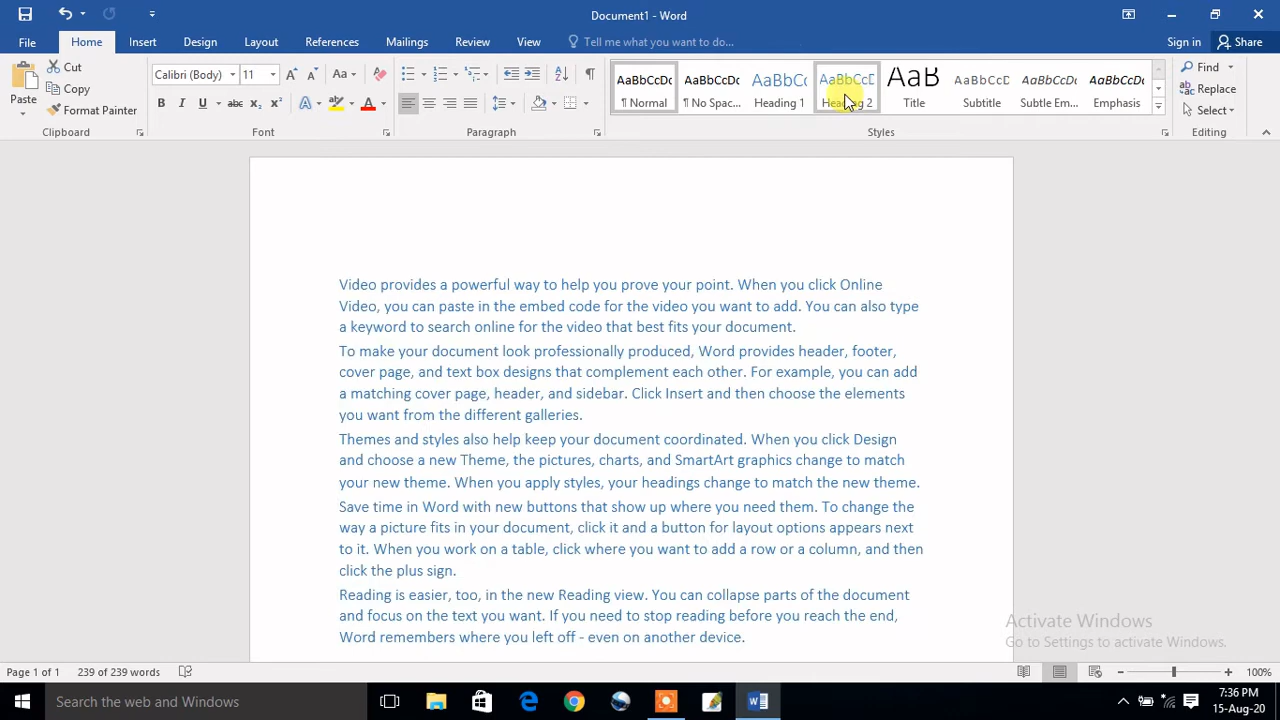 Document1 - Word
File Home Insert Design Layout References Mailings Review View Tell me what you want to do... Sign in Share
Paste Cut Copy Format Painter
Clipboard
Calibri (Body) 11
Font
Paragraph
AaBbCcDc AaBbCcDc AaBbCc AaBbCcD AaB AaBbCcD AaBbCcDc AaBbCcDc
¶ Normal ¶ No Spac... Heading Heading 2 Title Subtitle Subtle Em... Emphasis
Styles
Find
Replace
Select
Editing
Video provides a powerful way to help you prove your point. When you click Online
Video, you can paste in the embed code for the video you want to add. You can also type
a keyword to search online for the video that best fits your document.
To make your document look professionally produced, Word provides header, footer,
cover page, and text box designs that complement each other. For example, you can add
a matching cover page, header, and sidebar. Click Insert and then choose the elements
you want from the different galleries.
Themes and styles also help keep your document coordinated. When you click Design
and choose a new Theme, the pictures, charts, and SmartArt graphics change to match
your new theme. When you apply styles, your headings change to match the new theme.
Save time in Word with new buttons that show up where you need them. To change the
way a picture fits in your document, click it and a button for layout options appears next
to it. When you work on a table, click where you want to add a row or a column, and then
click the plus sign.
Reading is easier, too, in the new Reading view. You can collapse parts of the document
and focus on the text you want. If you need to stop reading before you reach the end,
Word remembers where you left off - even on another device.
Activate Windows
Go to Settings to activate Windows.
Page 1 of 1 239 of 239 words 100%
Search the web and Windows
7:36 PM
15-Aug-20